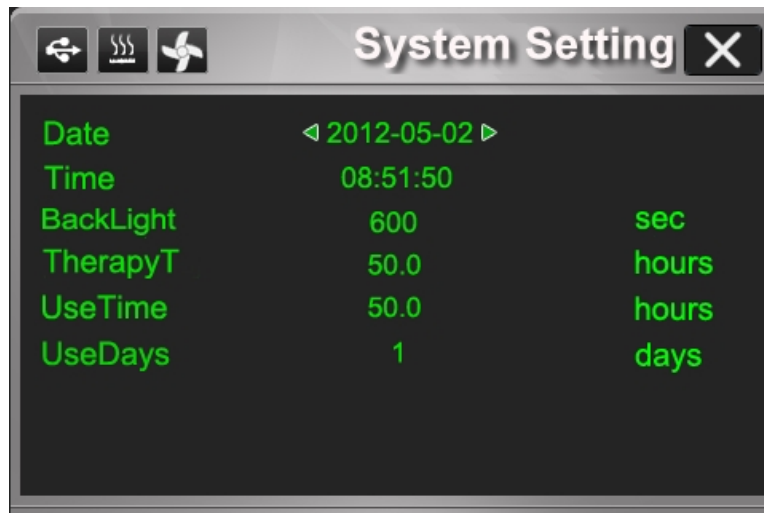 System Setting
Date 2012-05-02
Time 08:51:50
BackLight 600 sec
TherapyT 50.0 hours
UseTime 50.0 hours
UseDays 1 days